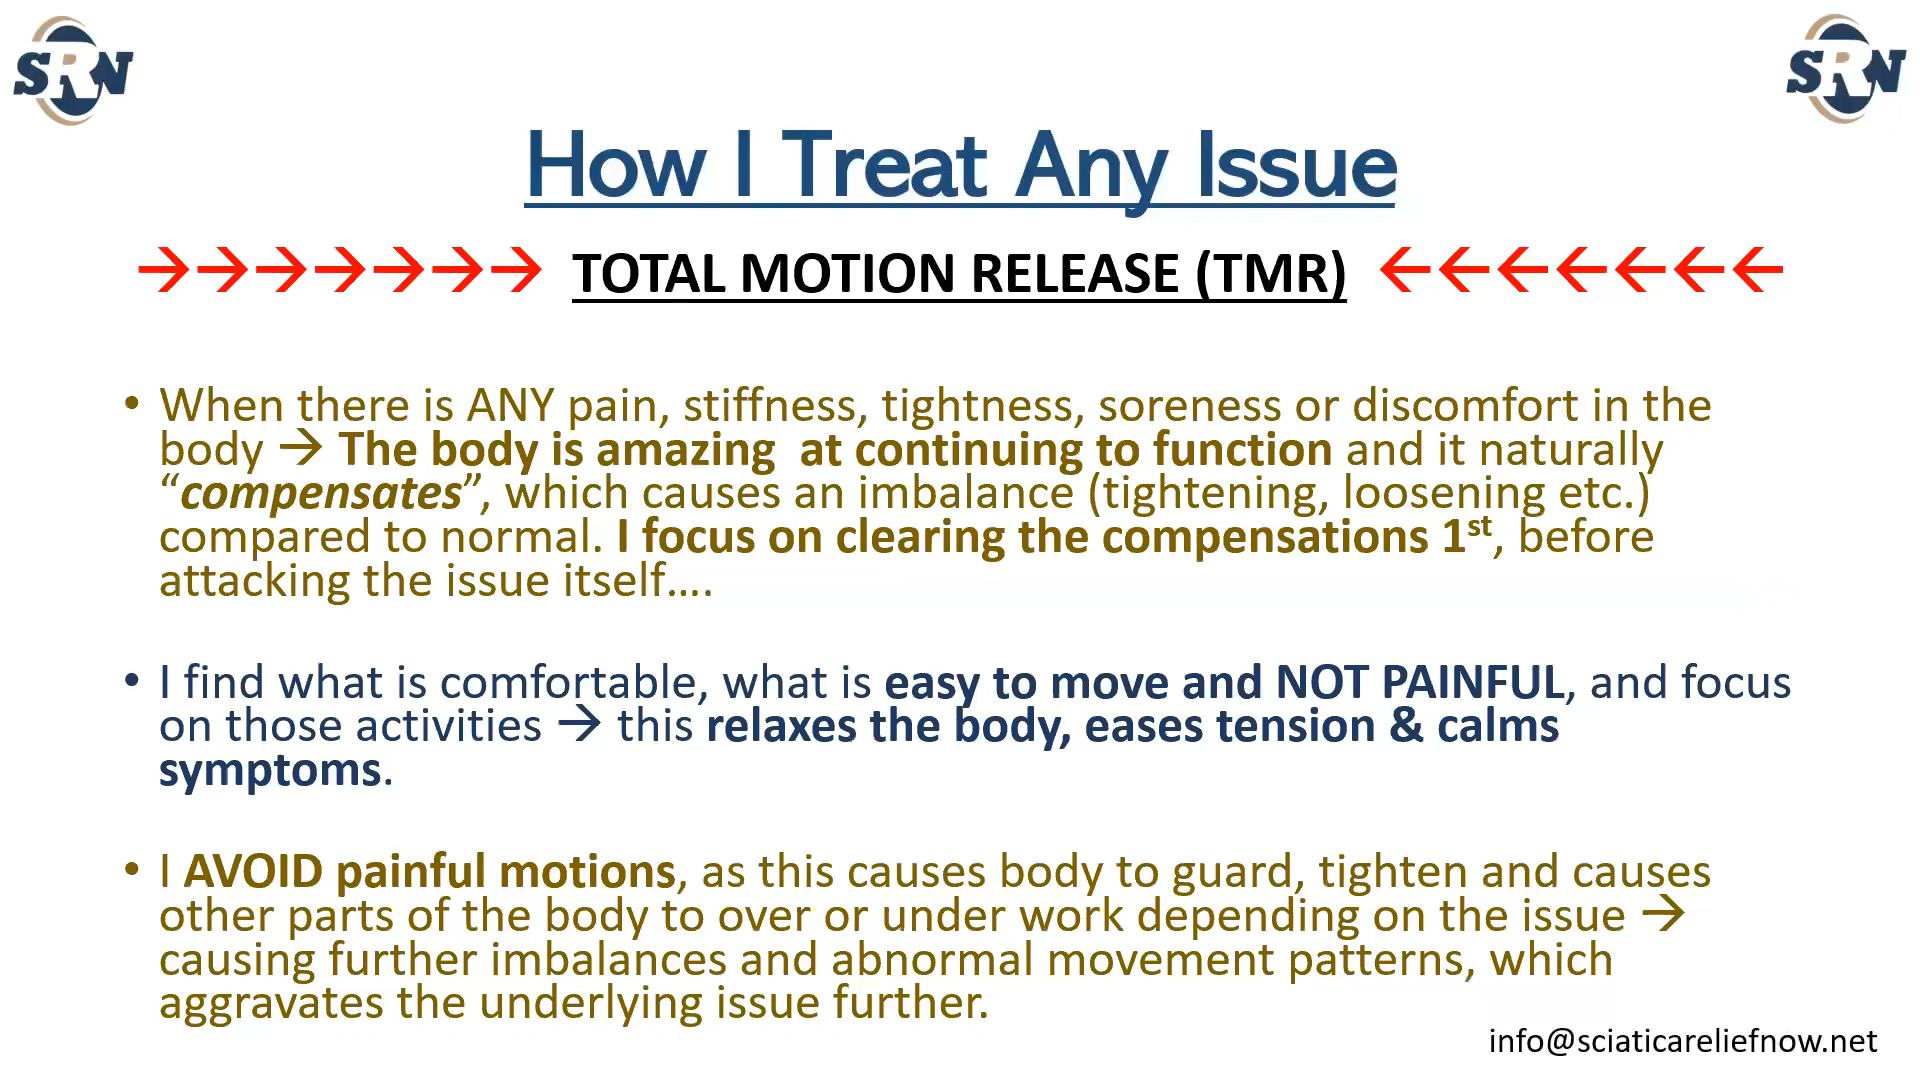 SRN
SRN
How I Treat Any Issue
→→→→→→→ TOTAL MOTION RELEASE (TMR) ←←←←←←←
• When there is ANY pain, stiffness, tightness, soreness or discomfort in the
body → The body is amazing  at continuing to function and it naturally
“compensates”, which causes an imbalance (tightening, loosening etc.)
compared to normal. I focus on clearing the compensations 1st, before
attacking the issue itself….
• I find what is comfortable, what is easy to move and NOT PAINFUL, and focus
on those activities → this relaxes the body, eases tension & calms
symptoms.
• I AVOID painful motions, as this causes body to guard, tighten and causes
other parts of the body to over or under work depending on the issue →
causing further imbalances and abnormal movement patterns, which
aggravates the underlying issue further.
info@sciaticareliefnow.net